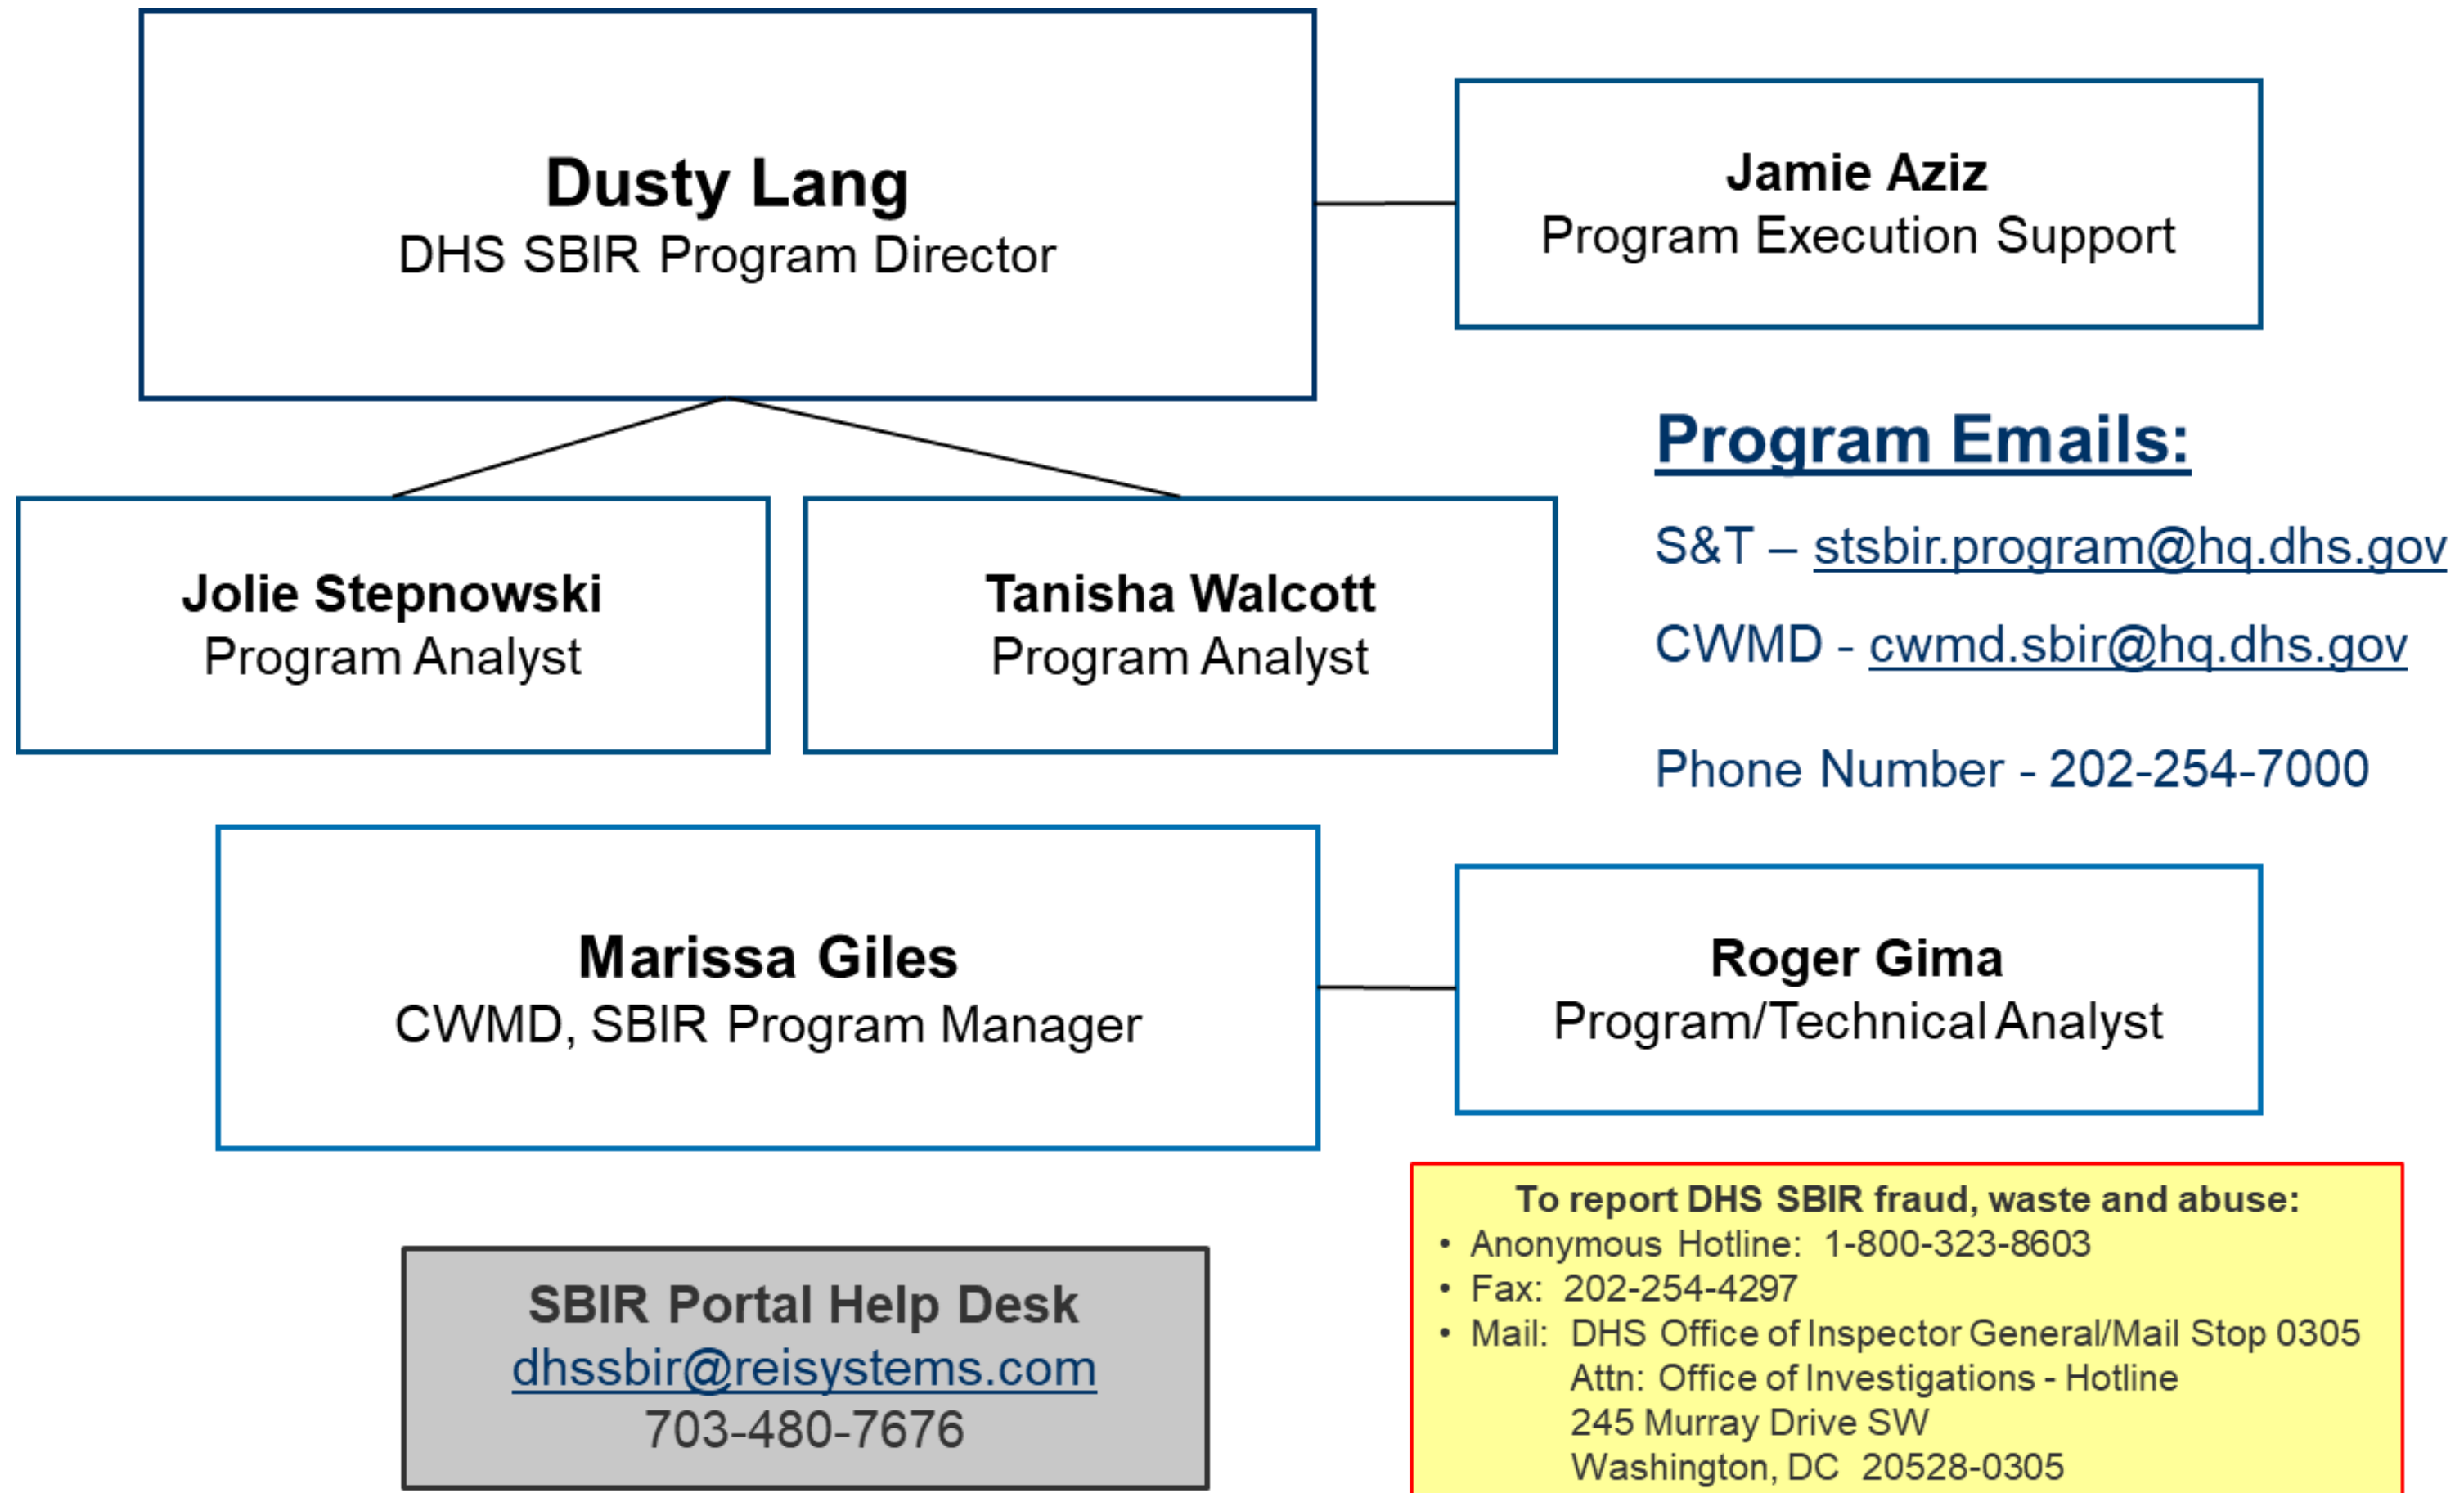 Dusty Lang
DHS SBIR Program Director
Jamie Aziz
Program Execution Support
Program Emails:
S&T – stsbir.program@hq.dhs.gov
CWMD - cwmd.sbir@hq.dhs.gov
Phone Number - 202-254-7000
Jolie Stepnowski
Program Analyst
Tanisha Walcott
Program Analyst
Marissa Giles
CWMD, SBIR Program Manager
Roger Gima
Program/Technical Analyst
SBIR Portal Help Desk
dhssbir@reisystems.com
703-480-7676
To report DHS SBIR fraud, waste and abuse:
• Anonymous Hotline: 1-800-323-8603
• Fax: 202-254-4297
• Mail: DHS Office of Inspector General/Mail Stop 0305
Attn: Office of Investigations - Hotline
245 Murray Drive SW
Washington, DC 20528-0305